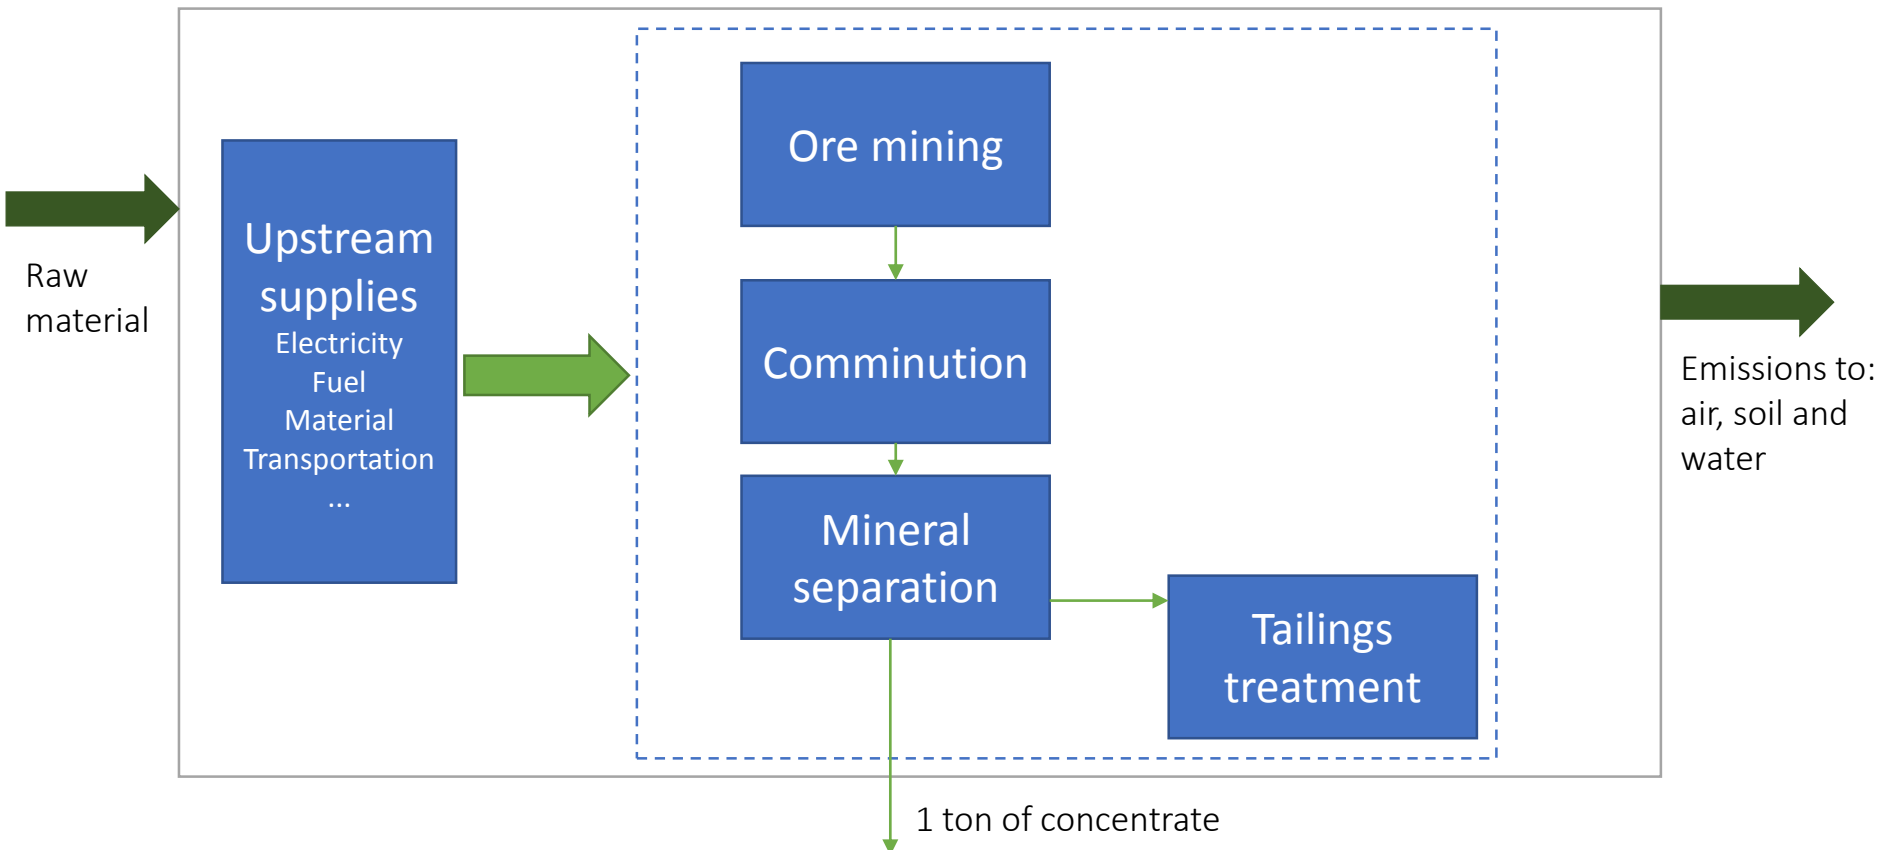 Raw
material
Upstream
supplies
Electricity
Fuel
Material
Transportation
...
Ore mining
Comminution
Mineral
separation
Tailings
treatment
1 ton of concentrate
Emissions to:
air, soil and
water